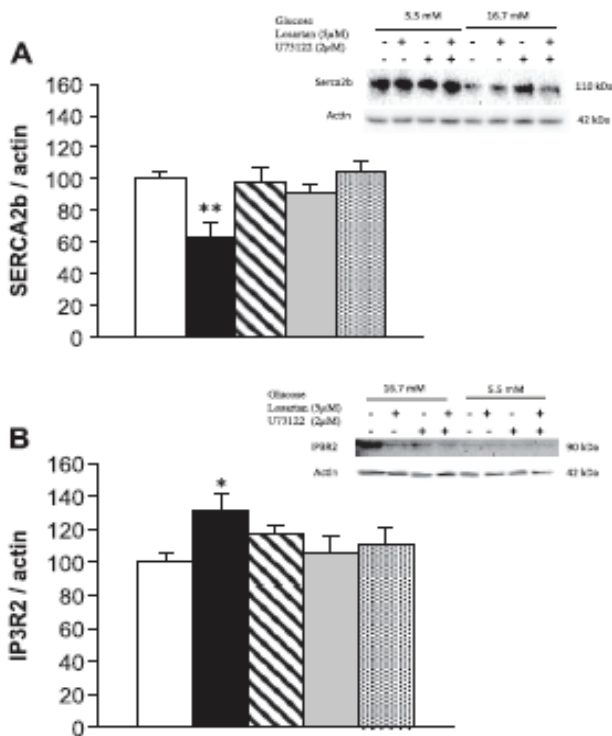 Glucose 5.5 mM 16.7 mM
Losartan (5μM) - + - + - + - +
U73122 (2μM) - - + + - - + +
A
Serca2b 110 kDa
Actin 42 kDa
SERCA2b / actin
160
140
120
100
80
60
40
20
0
**
Glucose 16.7 mM 5.5 mM
Losartan (5μM) - + - + - + - +
U73122 (2μM) - - + + - - + +
B
IP3R2 90 kDa
Actin 42 kDa
IP3R2 / actin
160
140
120
100
80
60
40
20
0
*